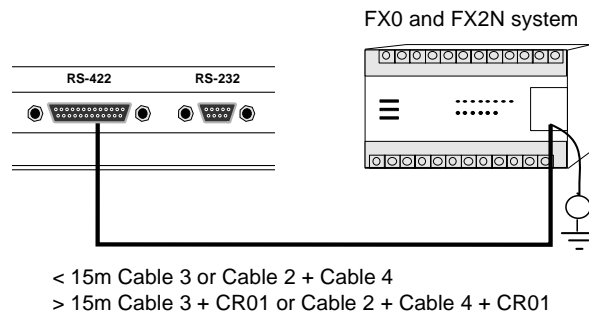 FX0 and FX2N system
RS-422 RS-232
< 15m Cable 3 or Cable 2 + Cable 4
> 15m Cable 3 + CR01 or Cable 2 + Cable 4 + CR01